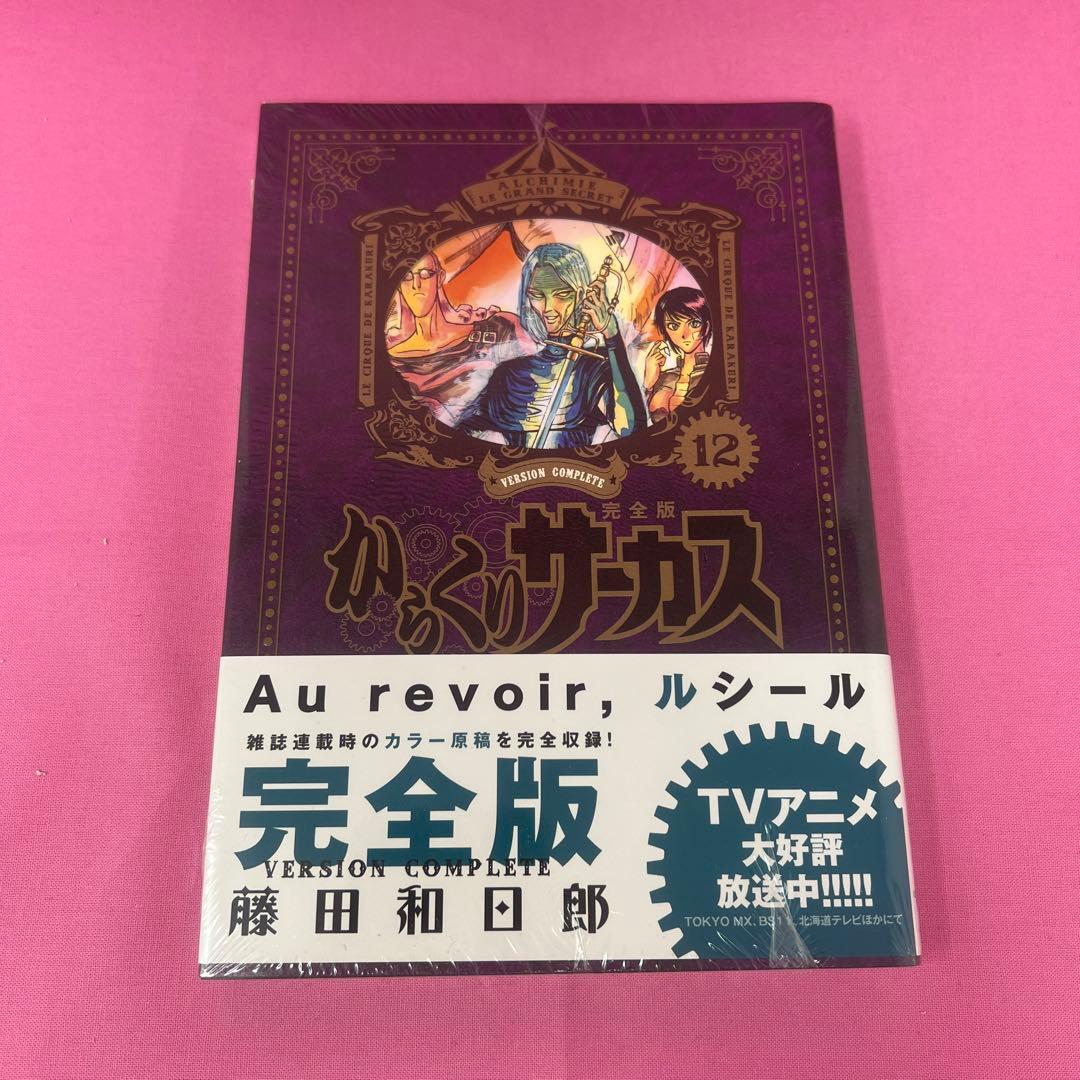 ALCHIMIE
LE GRAND SECRET
LE CIRQUE DE KARAKURI
LE CIRQUE DE KARAKURI
12
VERSION COMPLETE
完全版
からくりサーカス
Au revoir, ルシール
雑誌連載時のカラー原稿を完全収録!
完全版
VERSION COMPLETE
藤田和日郎
TVアニメ
大好評
放送中!!!!!
TOKYO MX、BS11、北海道テレビほかにて